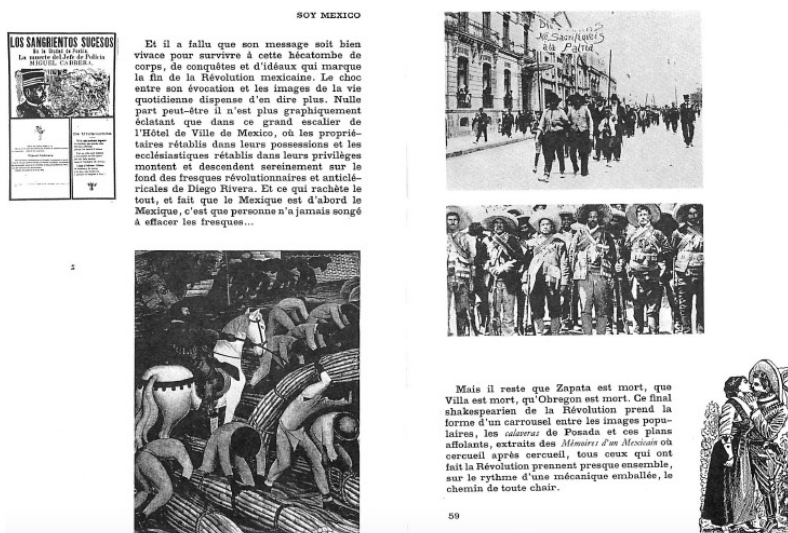 SOY MEXICO
LOS SANGRIENTOS SUCESOS
En la Ciudad de Puebla.
La muerte del Jefe de Policia
MIGUEL CABRERA.
Et il a fallu que son message soit bien
vivace pour survivre à cette hécatombe de
corps, de conquêtes et d'idéaux qui marque
la fin de la Révolution mexicaine. Le choc
entre son évocation et les images de la vie
quotidienne dispense d'en dire plus. Nulle
part peut-être il n'est plus graphiquement
éclatant que dans ce grand escalier de
l'Hôtel de Ville de Mexico, où les proprié-
taires rétablis dans leurs possessions et les
ecclésiastiques rétablis dans leurs privilèges
montent et descendent sereinement sur le
fond des fresques révolutionnaires et anticlé-
ricales de Diego Rivera. Et ce qui rachète le
tout, et fait que le Mexique est d'abord le
Mexique, c'est que personne n'a jamais songé
à effacer les fresques...
Mais il reste que Zapata est mort, que
Villa est mort, qu'Obregon est mort. Ce final
shakespearien de la Révolution prend la
forme d'un carrousel entre les images popu-
laires, les calaveras de Posada et ces plans
affolants, extraits des Mémoires d'un Mexicain où
cercueil après cercueil, tous ceux qui ont
fait la Révolution prennent presque ensemble,
sur le rythme d'une mécanique emballée, le
chemin de toute chair.
59